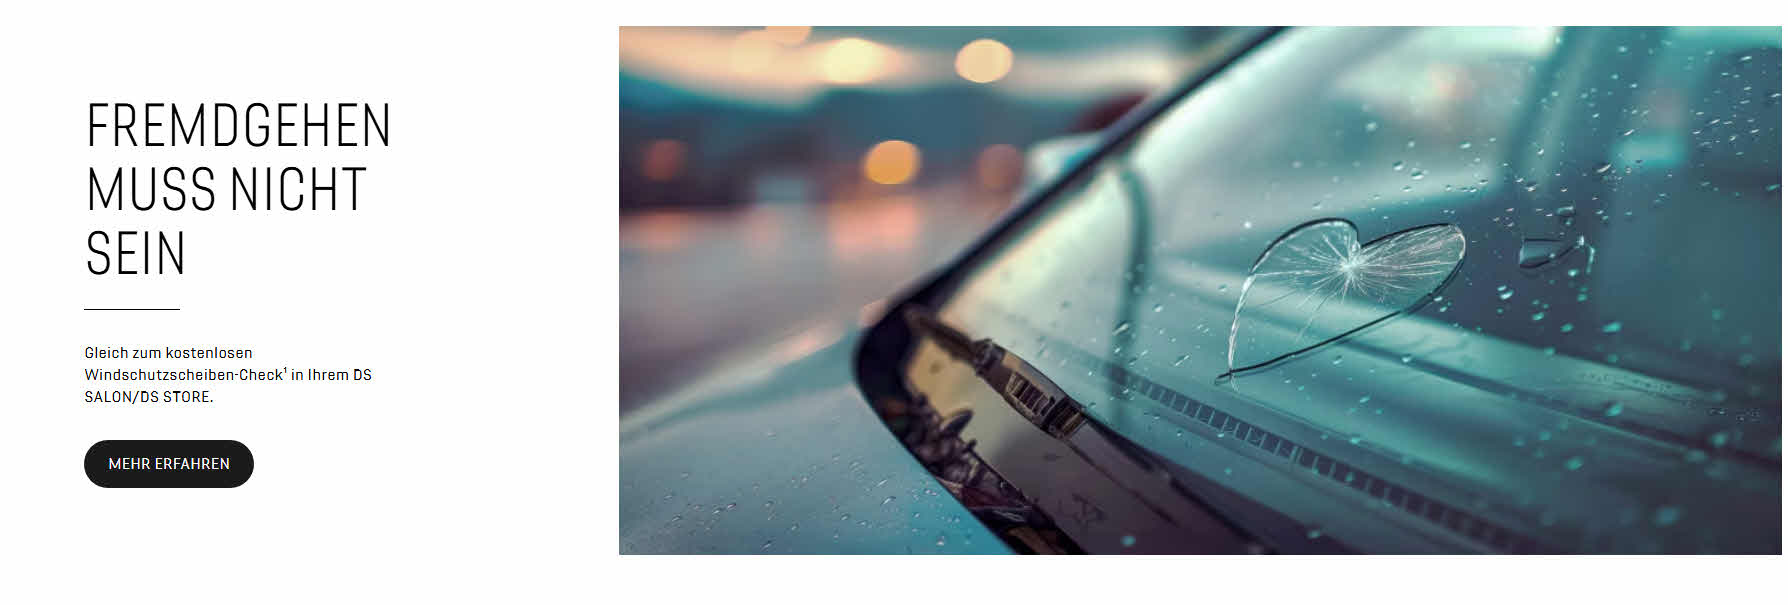 FREMDGEHEN
MUSS NICHT
SEIN
Gleich zum kostenlosen
Windschutzscheiben-Check¹ in Ihrem DS
SALON/DS STORE.
MEHR ERFAHREN